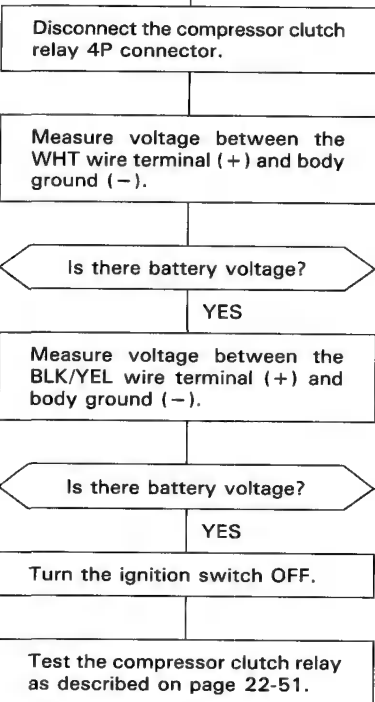 Disconnect the compressor clutch
relay 4P connector.
Measure voltage between the
WHT wire terminal (+) and body
ground (−).
Is there battery voltage?
YES
Measure voltage between the
BLK/YEL wire terminal (+) and
body ground (−).
Is there battery voltage?
YES
Turn the ignition switch OFF.
Test the compressor clutch relay
as described on page 22-51.